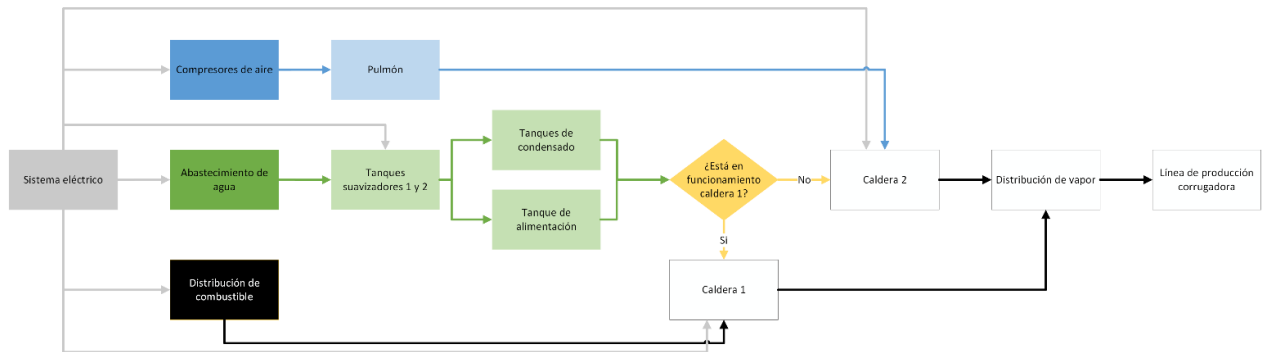 Compresores de aire
Pulmón
Tanques de
condensado
Sistema eléctrico
Abastecimiento de
agua
Tanques
suavizadores 1 y 2
¿Está en
funcionamiento
caldera 1?
No
Caldera 2
Distribución de vapor
Línea de producción
corrugadora
Tanque de
alimentación
Si
Distribución de
combustible
Caldera 1